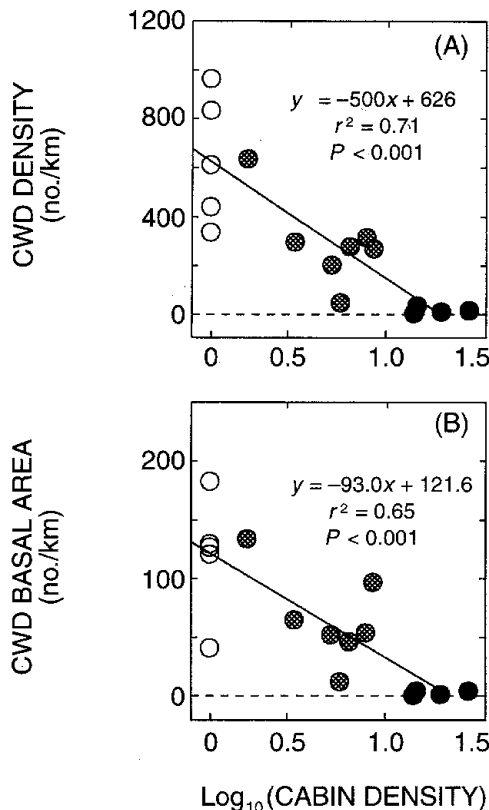 (A)
1200
800
400
0
CWD DENSITY
(no./km)
y = –500x + 626
r² = 0.71
P < 0.001
0 0.5 1.0 1.5
(B)
200
100
0
CWD BASAL AREA
(no./km)
y = –93.0x + 121.6
r² = 0.65
P < 0.001
0 0.5 1.0 1.5
Log₁₀(CABIN DENSITY)